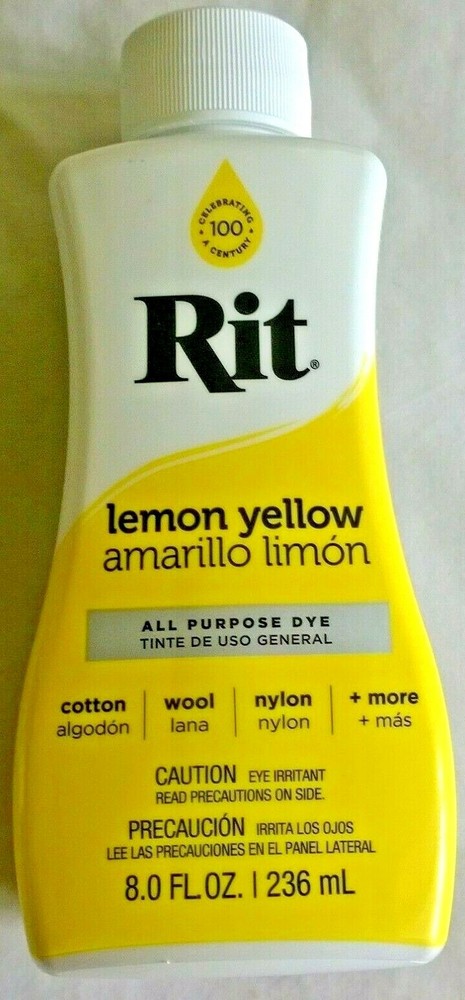 CELEBRATING
100
A CENTURY
Rit®
lemon yellow
amarillo limón
ALL PURPOSE DYE
TINTE DE USO GENERAL
cotton wool nylon + more
algodón lana nylon + más
CAUTION EYE IRRITANT
READ PRECAUTIONS ON SIDE.
PRECAUCIÓN IRRITA LOS OJOS
LEE LAS PRECAUCIONES EN EL PANEL LATERAL
8.0 FL.OZ. | 236 mL